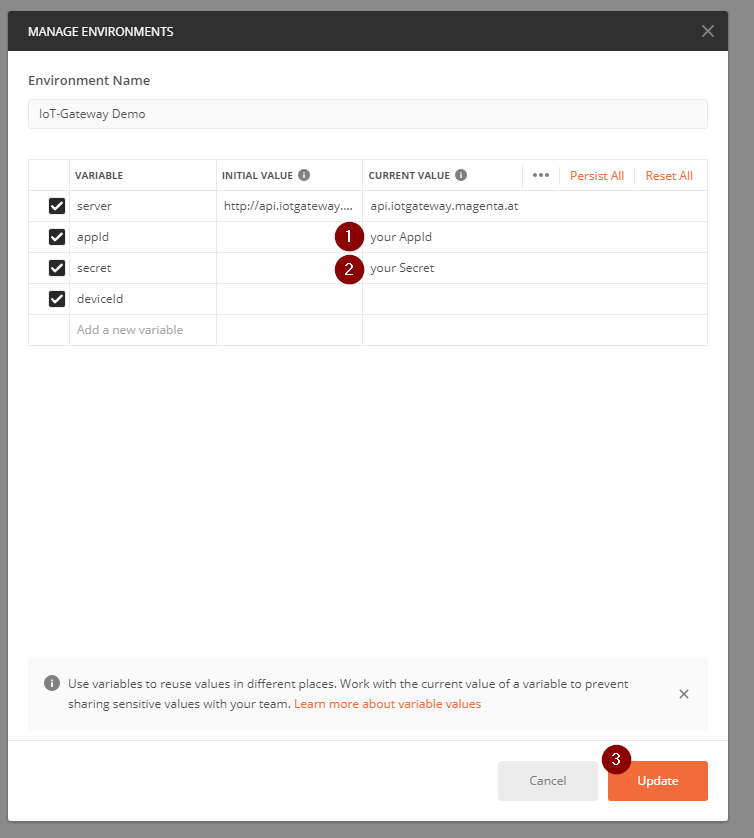 MANAGE ENVIRONMENTS
Environment Name
IoT-Gateway Demo
VARIABLE INITIAL VALUE CURRENT VALUE ••• Persist All Reset All
server http://api.iotgateway.... api.iotgateway.magenta.at
appId 1 your AppId
secret 2 your Secret
deviceId
Add a new variable
Use variables to reuse values in different places. Work with the current value of a variable to prevent
sharing sensitive values with your team. Learn more about variable values
3
Cancel Update